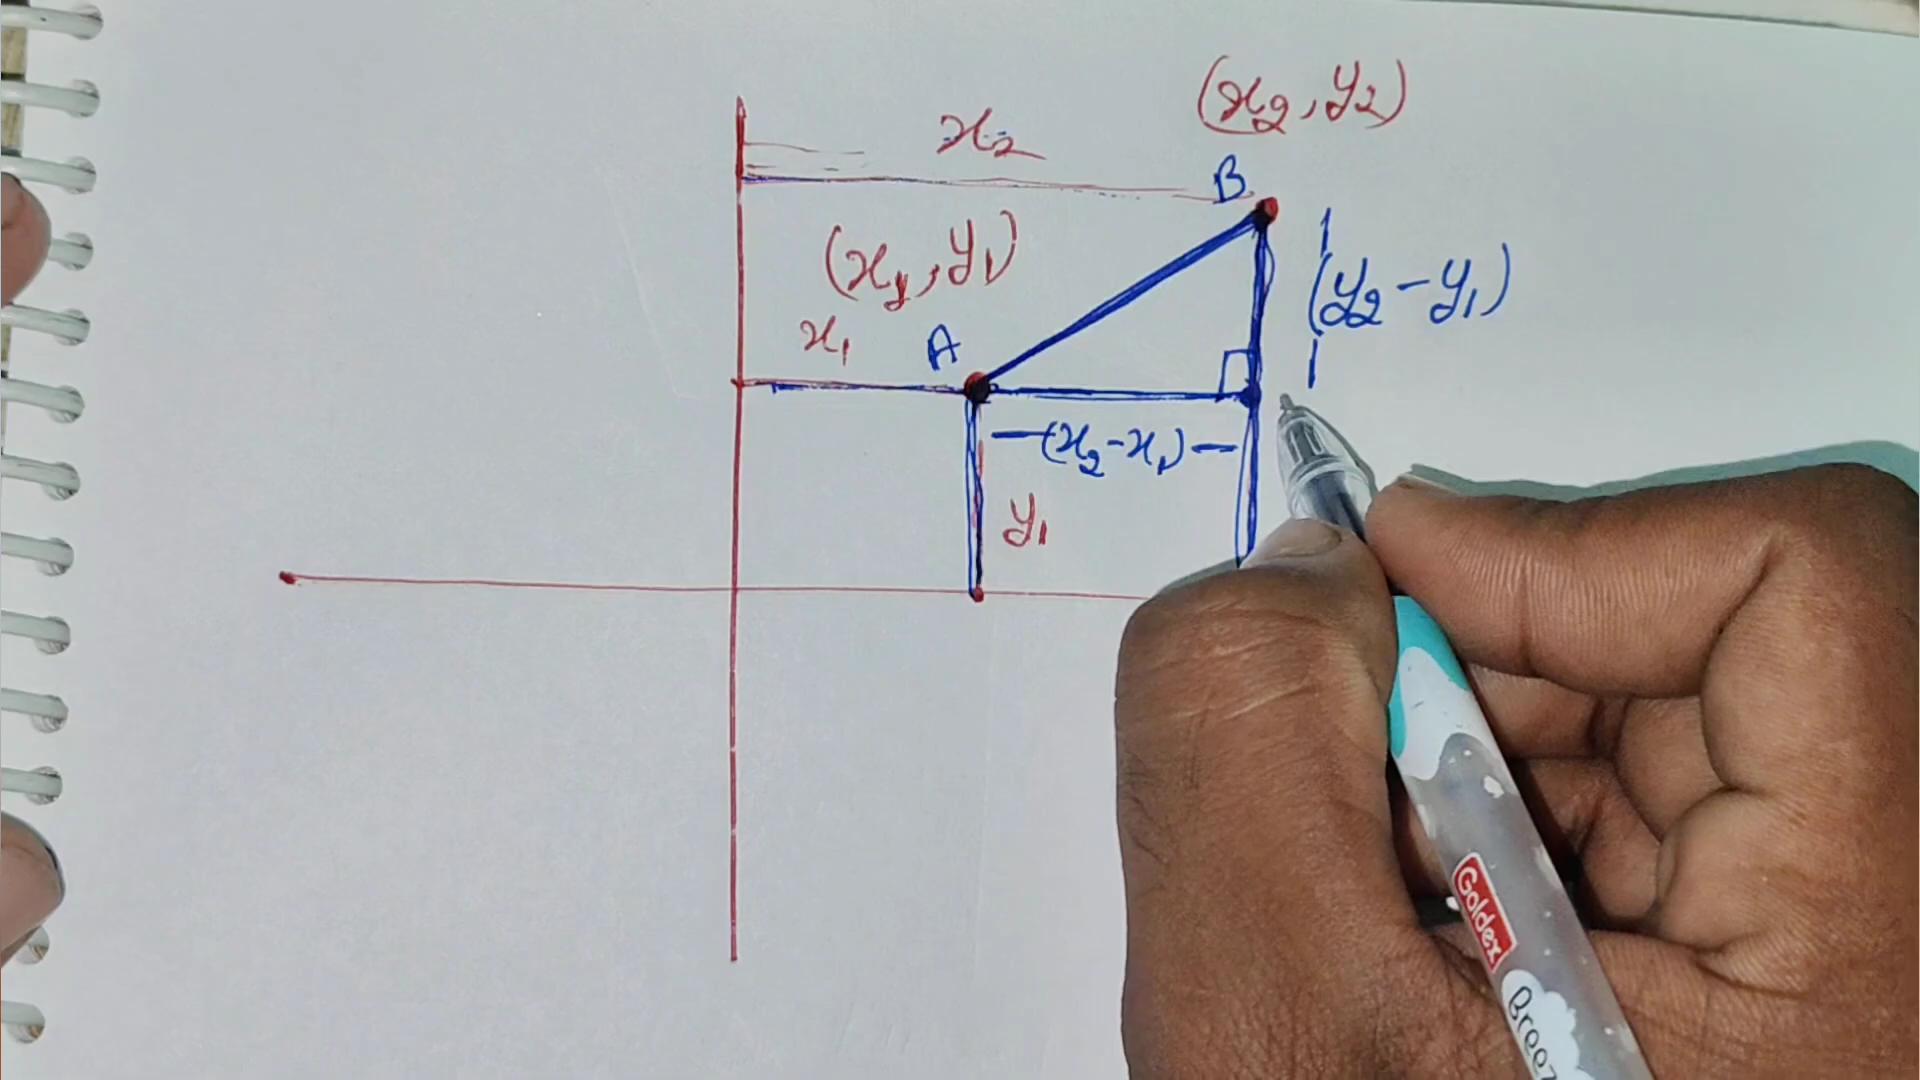 (x₂, y₂)
x₂
B
(x₁, y₁)
(y₂ - y₁)
x₁
A
(x₂ - x₁)
y₁
Goldex
Breez